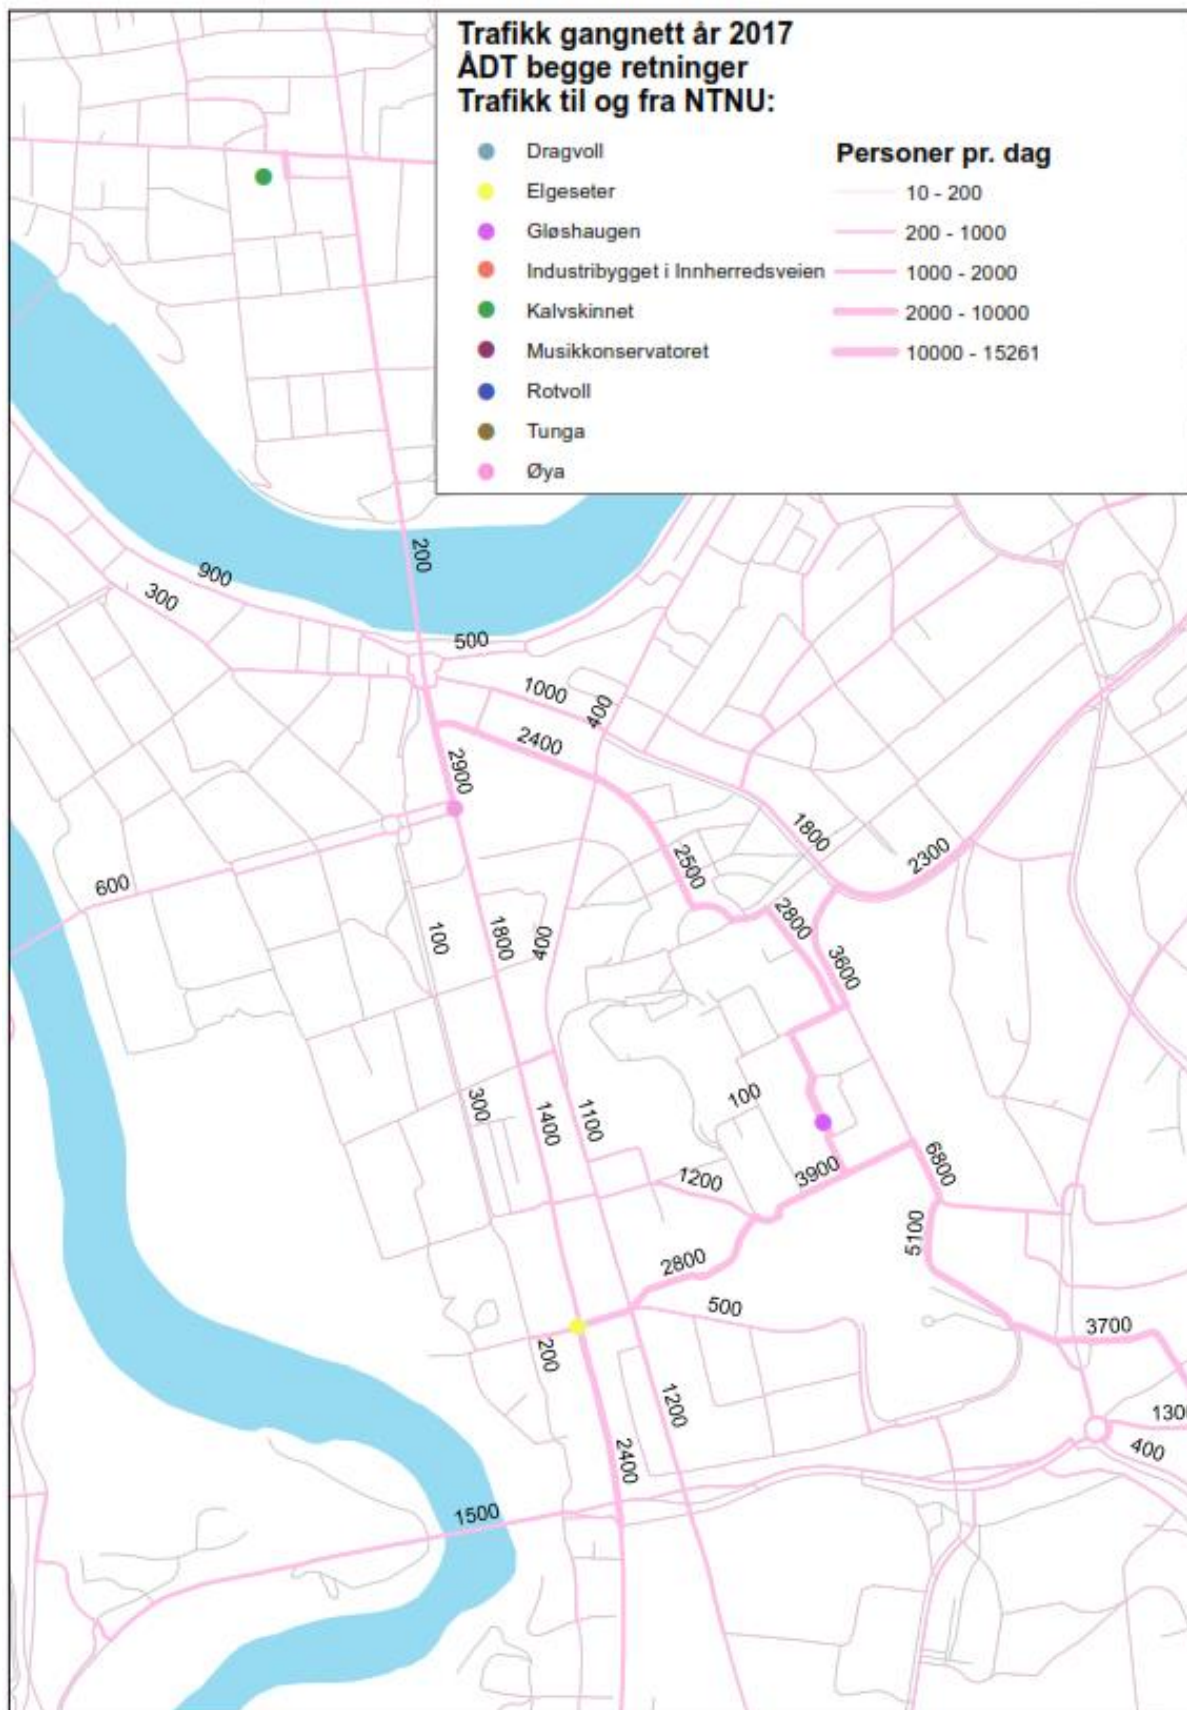 Trafikk gangnett år 2017
ÅDT begge retninger
Trafikk til og fra NTNU:
Dragvoll
Elgeseter
Gløshaugen
Industribygget i Innherredsveien
Kalvskinnet
Musikkonservatoret
Rotvoll
Tunga
Øya
Personer pr. dag
10 - 200
200 - 1000
1000 - 2000
2000 - 10000
10000 - 15261
200
900
300
500
1000
400
2400
2900
1800
2300
2500
600
2800
100
1800
400
3600
100
300
1400
1100
6800
3900
1200
5100
2800
500
3700
200
1200
1300
400
2400
1500